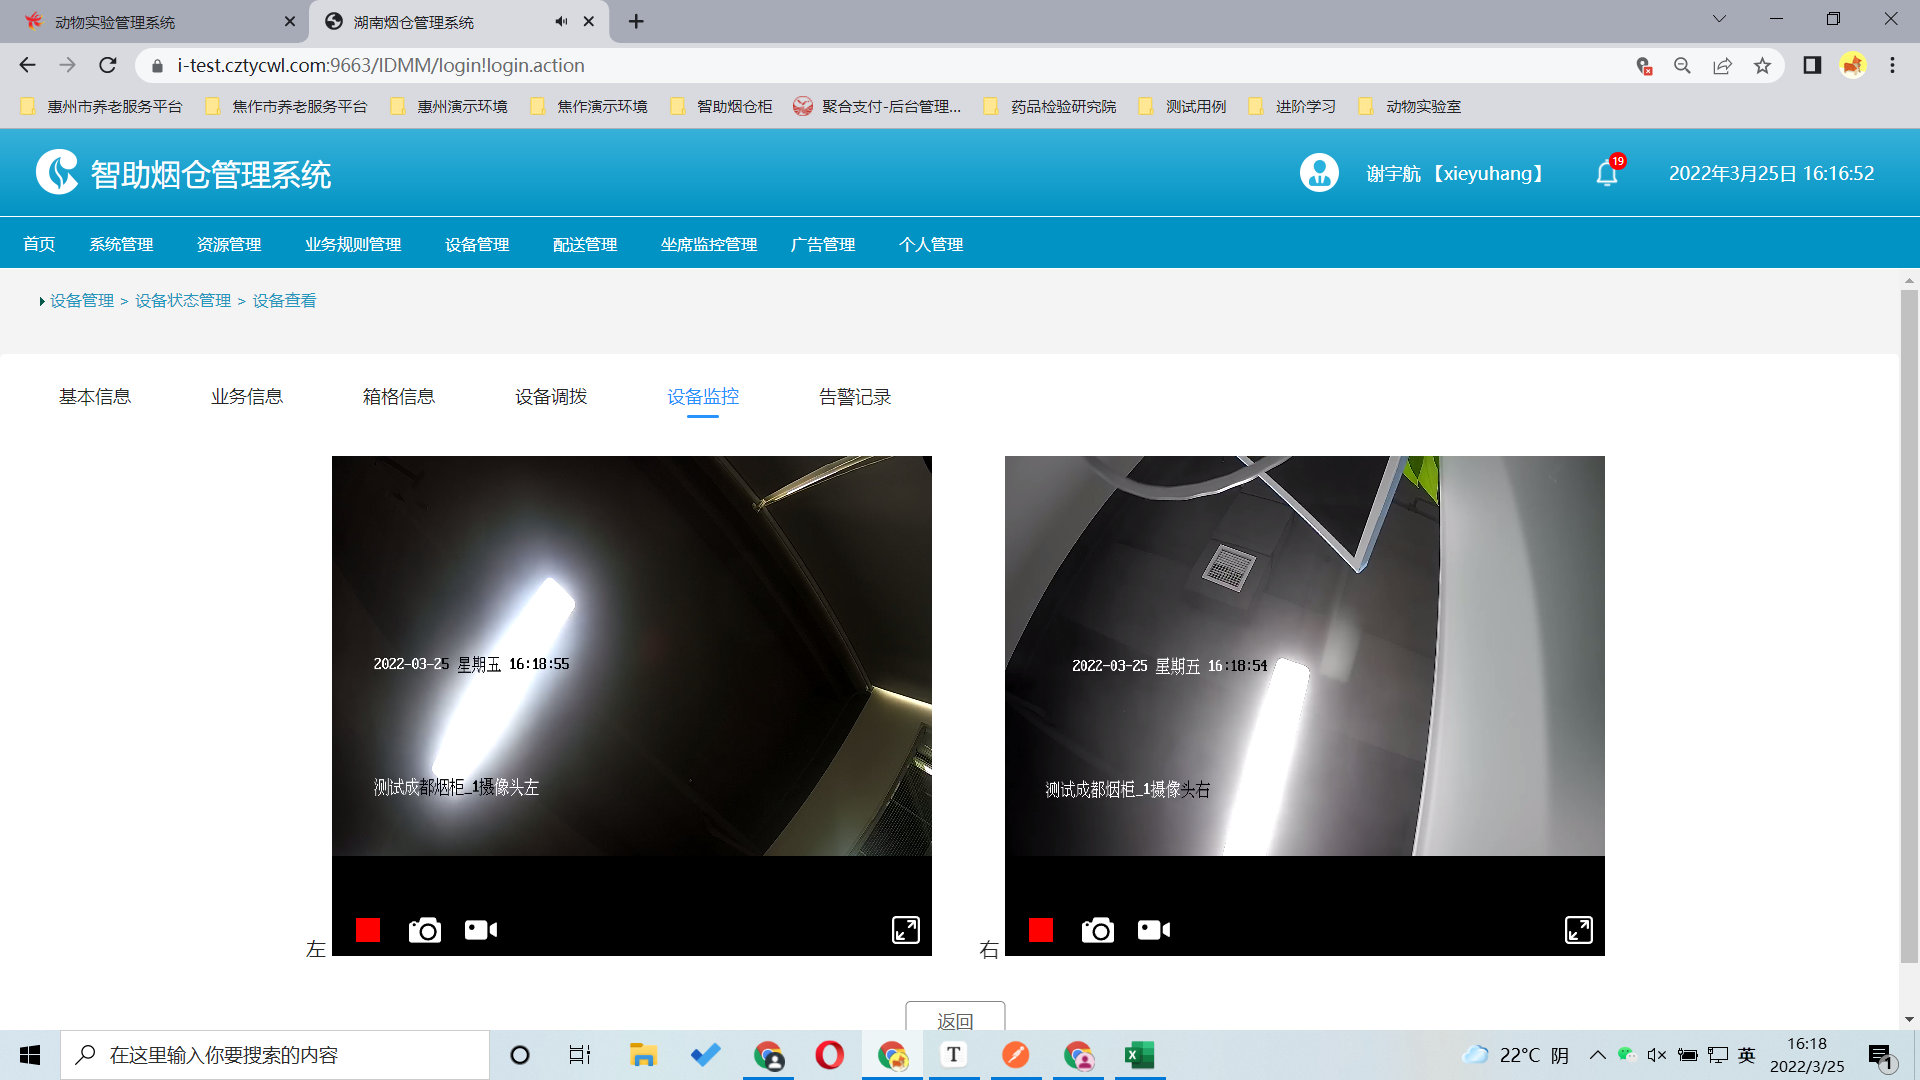 动物实验管理系统
湖南烟仓管理系统
i-test.cztycwl.com:9663/IDMM/login!login.action
惠州市养老服务平台
焦作市养老服务平台
惠州演示环境
焦作演示环境
智助烟仓柜
聚合支付-后台管理...
药品检验研究院
测试用例
进阶学习
动物实验室
智助烟仓管理系统
谢宇航 【xieyuhang】
19
2022年3月25日 16:16:52
首页
系统管理
资源管理
业务规则管理
设备管理
配送管理
坐席监控管理
广告管理
个人管理
设备管理 > 设备状态管理 > 设备查看
基本信息
业务信息
箱格信息
设备调拨
设备监控
告警记录
2022-03-25 星期五 16:18:55
测试成都烟柜_1摄像头左
左
2022-03-25 星期五 16:18:54
测试成都烟柜_1摄像头右
右
返回
在这里输入你要搜索的内容
T
22°C 阴
英
16:18
2022/3/25
1